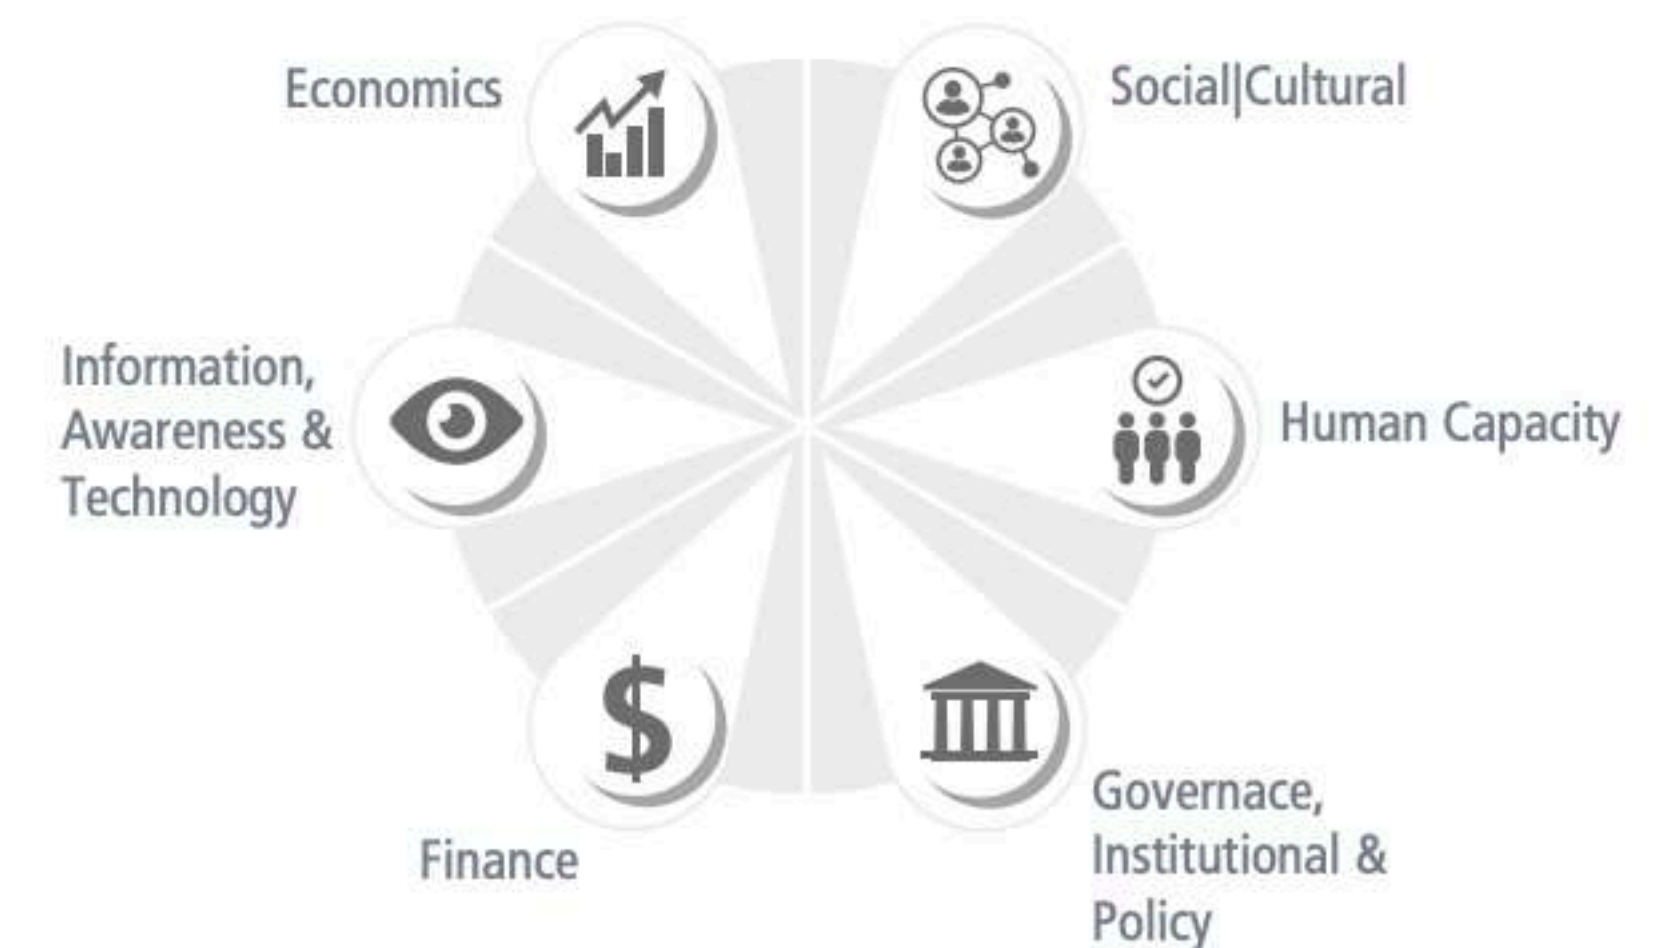 Economics
Social|Cultural
Information,
Awareness &
Technology
Human Capacity
$
Finance
Governace,
Institutional &
Policy